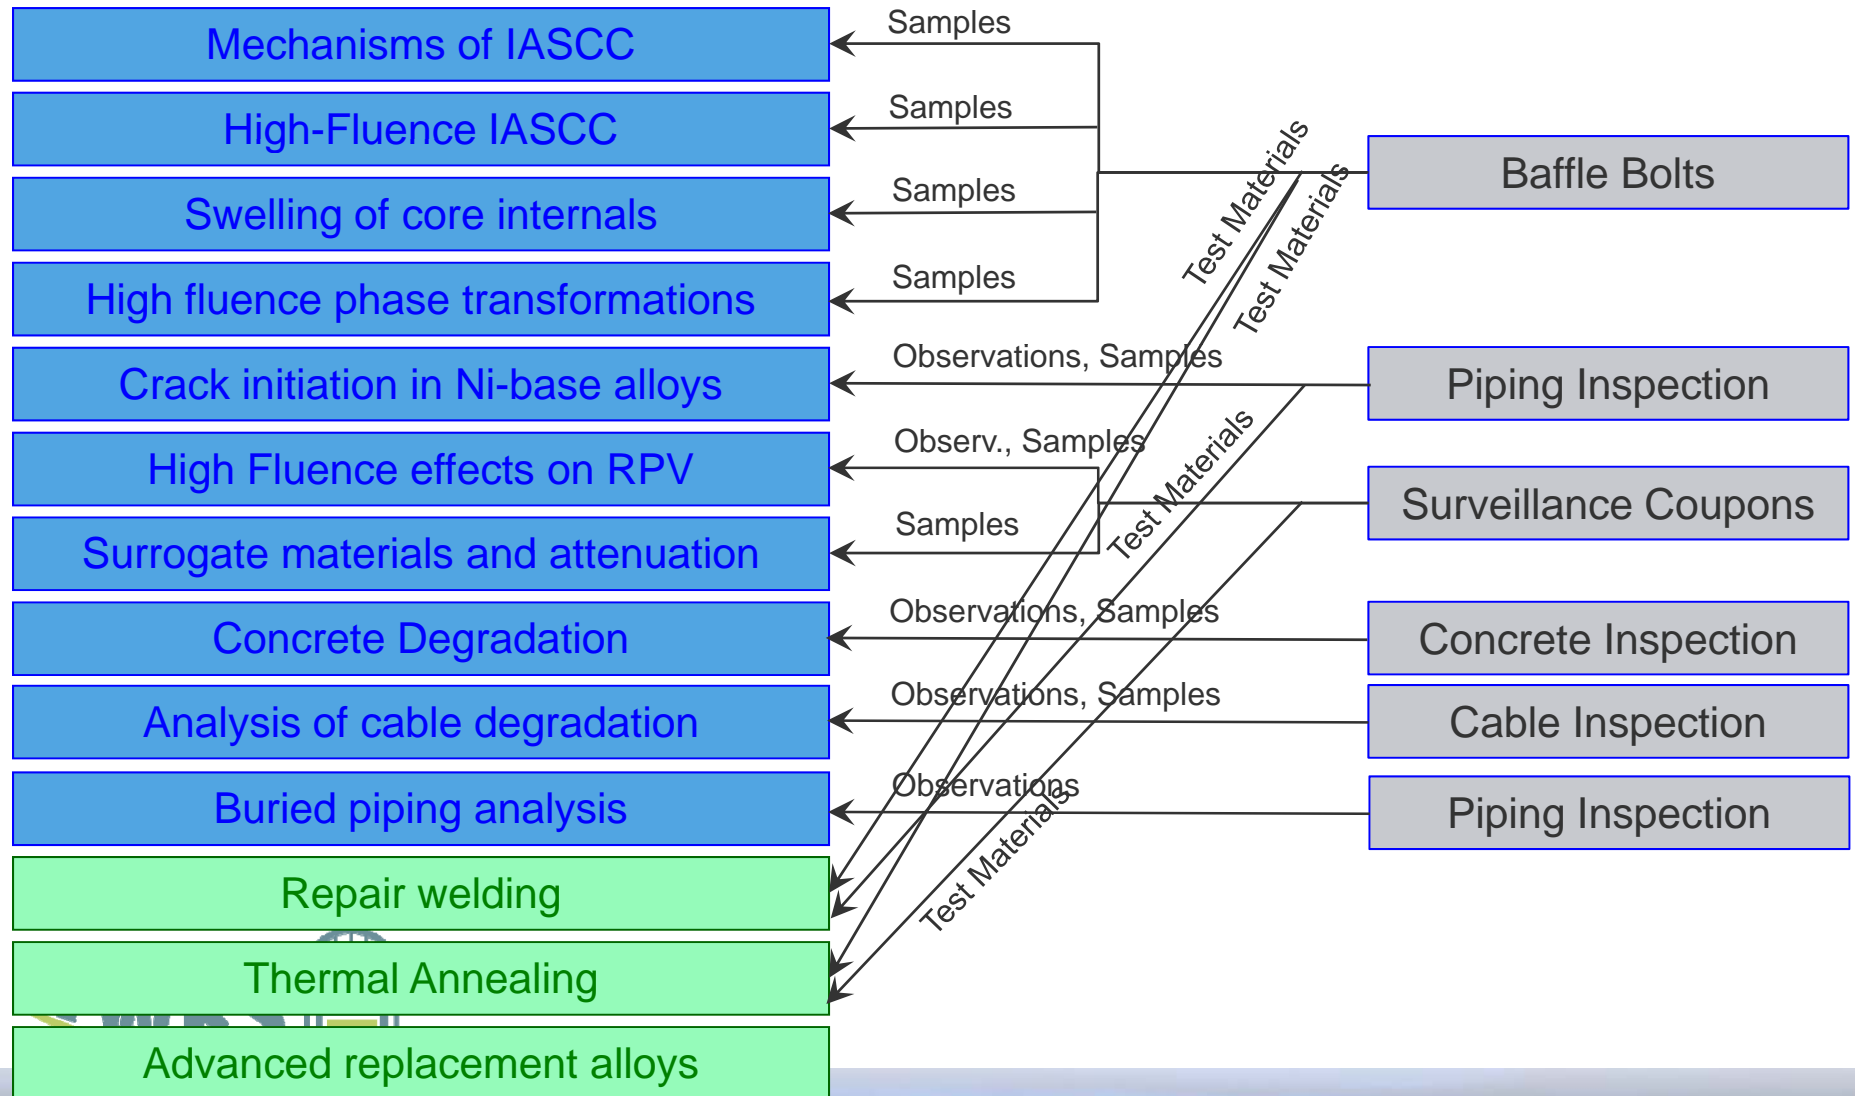 Mechanisms of IASCC
High-Fluence IASCC
Swelling of core internals
High fluence phase transformations
Crack initiation in Ni-base alloys
High Fluence effects on RPV
Surrogate materials and attenuation
Concrete Degradation
Analysis of cable degradation
Buried piping analysis
Repair welding
Thermal Annealing
Advanced replacement alloys
Samples
Samples
Samples
Samples
Observations, Samples
Observ., Samples
Samples
Observations, Samples
Observations, Samples
Observations
Test Materials
Test Materials
Test Materials
Test Materials
Baffle Bolts
Piping Inspection
Surveillance Coupons
Concrete Inspection
Cable Inspection
Piping Inspection